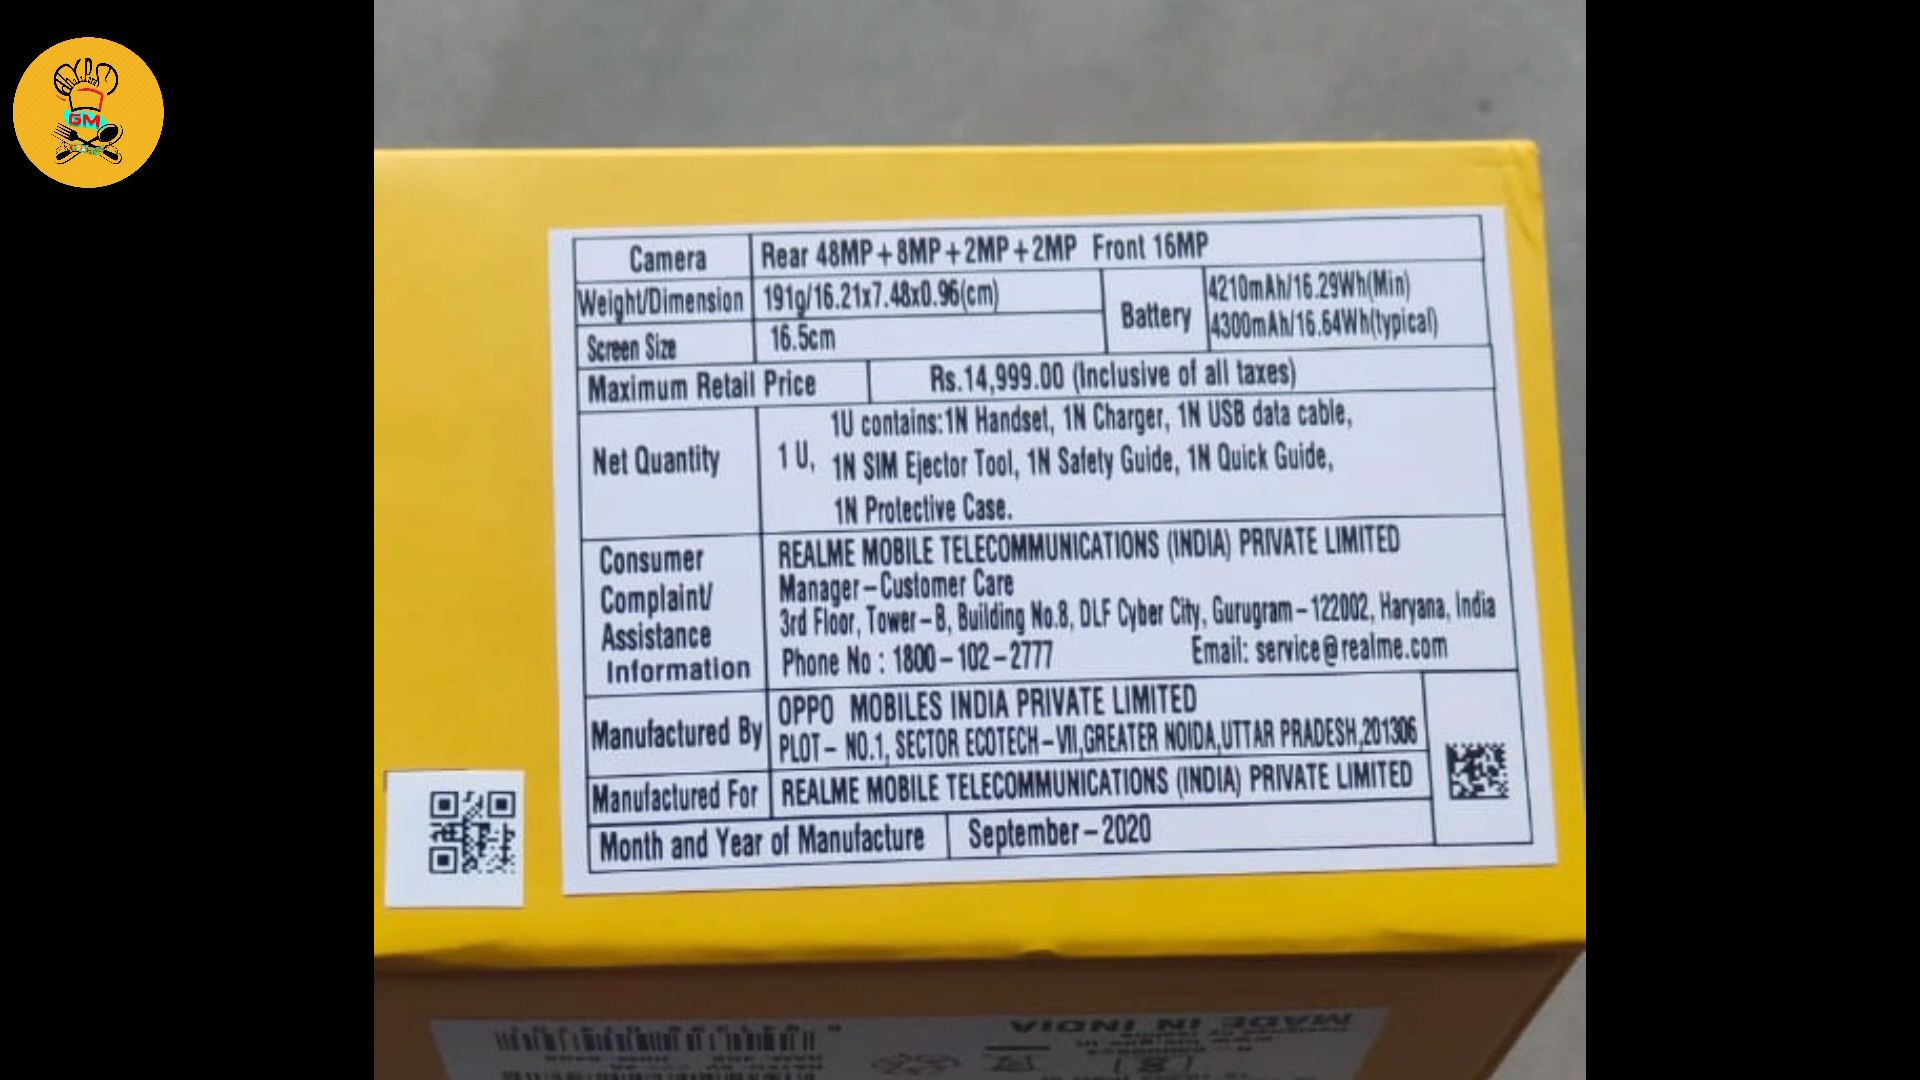 GM
Camera Rear 48MP+8MP+2MP+2MP Front 16MP
Weight/Dimension 191g/16.21x7.48x0.96(cm)
Battery 4210mAh/16.29Wh(Min)
4300mAh/16.64Wh(typical)
Screen Size 16.5cm
Maximum Retail Price Rs.14,999.00 (Inclusive of all taxes)
Net Quantity 1 U, 1U contains:1N Handset, 1N Charger, 1N USB data cable,
1N SIM Ejector Tool, 1N Safety Guide, 1N Quick Guide,
1N Protective Case.
Consumer
Complaint/
Assistance
Information
REALME MOBILE TELECOMMUNICATIONS (INDIA) PRIVATE LIMITED
Manager-Customer Care
3rd Floor, Tower-B, Building No.8, DLF Cyber City, Gurugram-122002, Haryana, India
Phone No : 1800-102-2777 Email: service@realme.com
Manufactured By OPPO MOBILES INDIA PRIVATE LIMITED
PLOT- NO.1, SECTOR ECOTECH-VII,GREATER NOIDA,UTTAR PRADESH,201306
Manufactured For REALME MOBILE TELECOMMUNICATIONS (INDIA) PRIVATE LIMITED
Month and Year of Manufacture September-2020
MADE IN INDIA